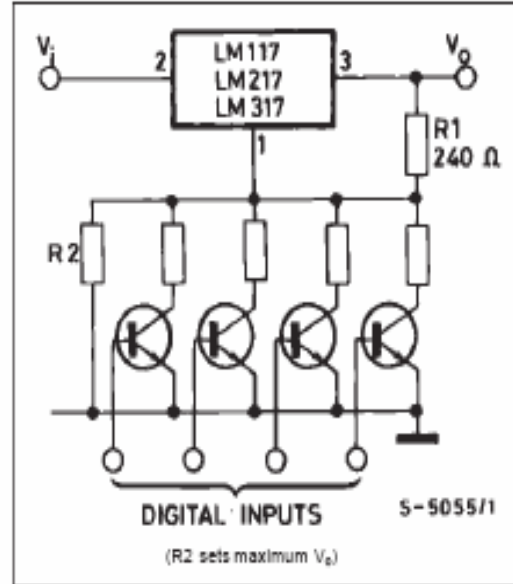 Vi LM117 Vo
2 LM217 3
LM317
1 R1
240 Ω
R2
DIGITAL INPUTS S-5055/1
(R2 sets maximum Vo)